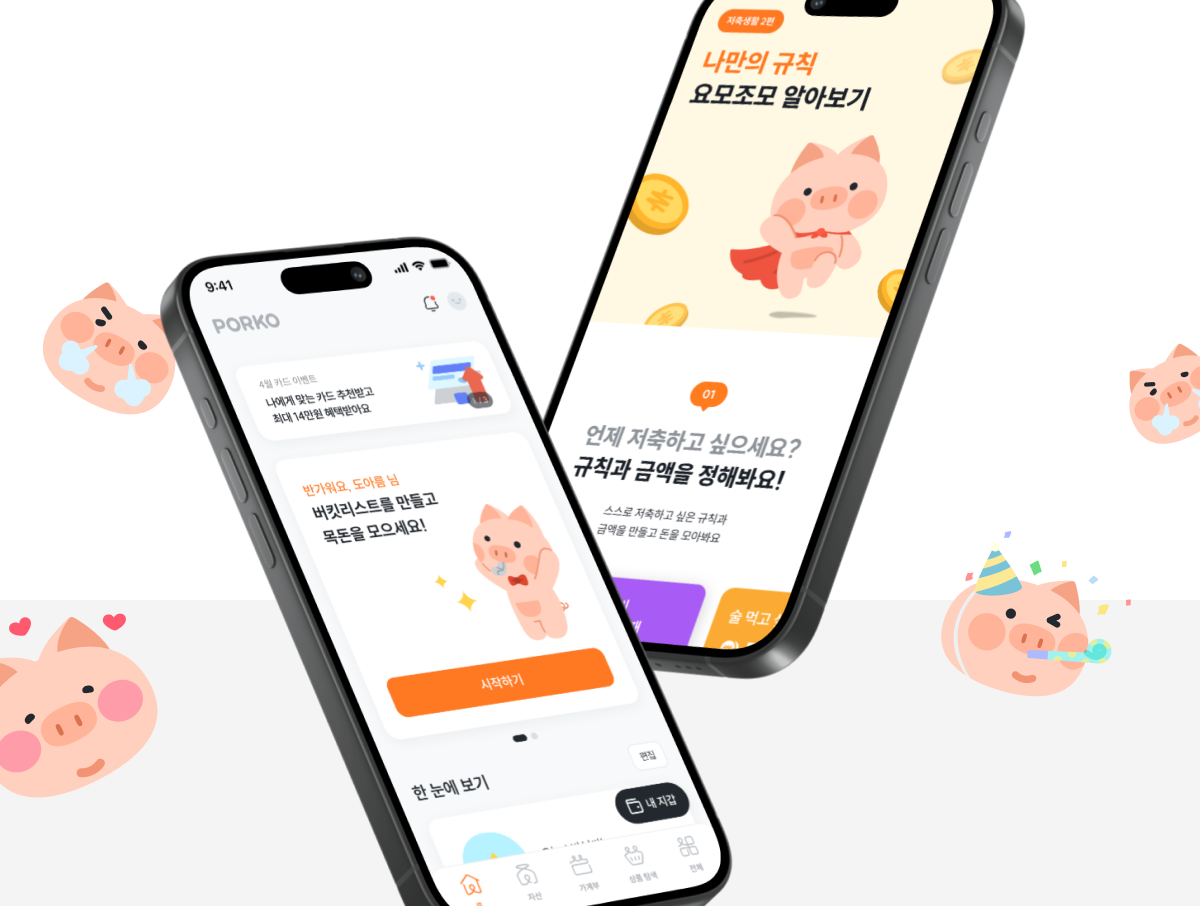 저축생활 2편
나만의 규칙
요모조모 알아보기
01
언제 저축하고 싶으세요?
규칙과 금액을 정해봐요!
스스로 저축하고 싶은 규칙과
금액을 만들고 돈을 모아봐요
술 먹고
9:41
PORKO
4월 카드 이벤트
나에게 맞는 카드 추천받고
최대 14만원 혜택받아요
반가워요, 도아름 님
버킷리스트를 만들고
목돈을 모으세요!
시작하기
한 눈에 보기
편집
내 지갑
홈
자산
가계부
상품 탐색
전체